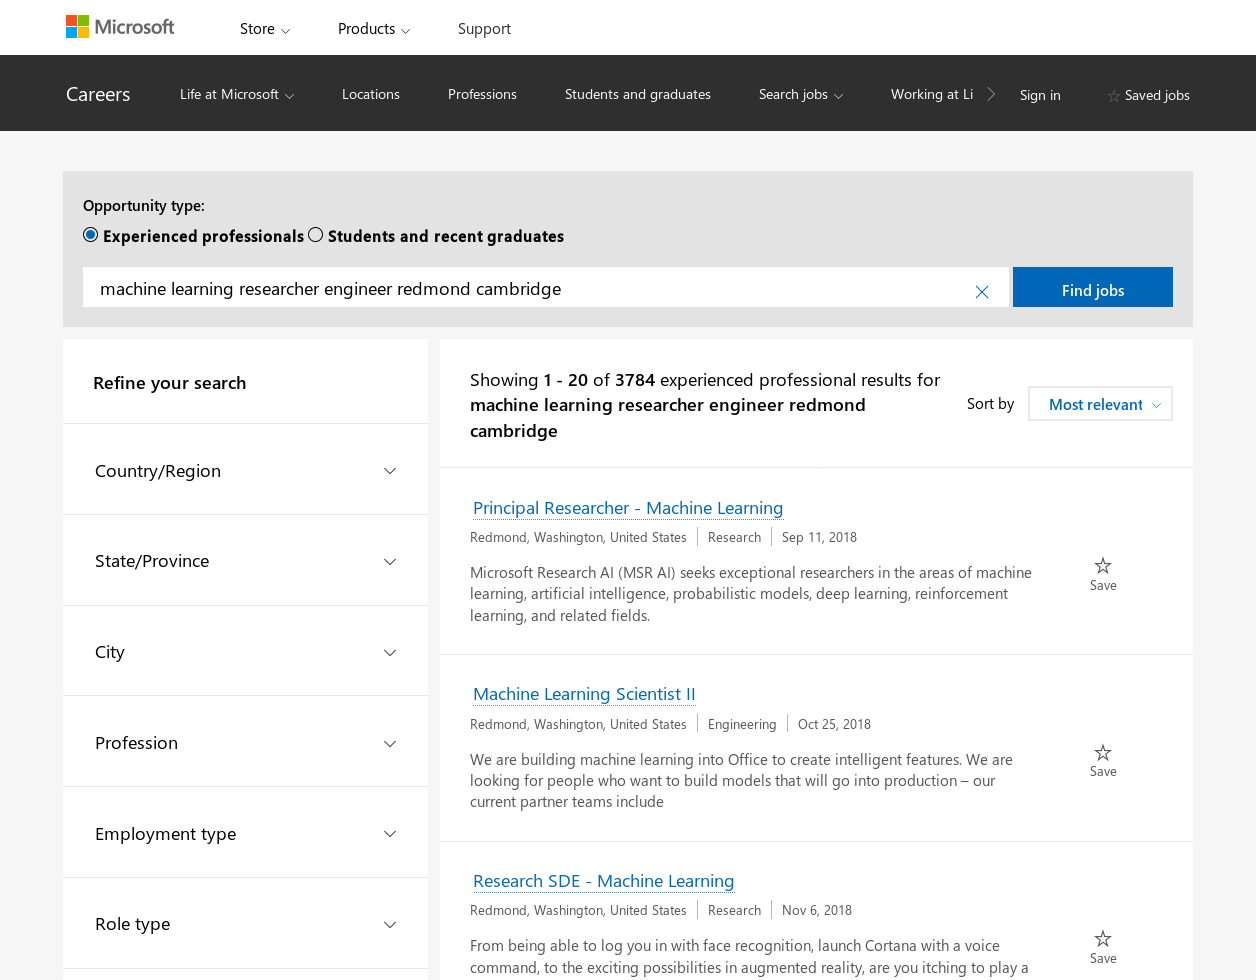 Microsoft
Store
Products
Support
Careers
Life at Microsoft
Locations
Professions
Students and graduates
Search jobs
Working at Li
Sign in
Saved jobs
Opportunity type:
Experienced professionals
Students and recent graduates
machine learning researcher engineer redmond cambridge
Find jobs
Refine your search
Country/Region
State/Province
City
Profession
Employment type
Role type
Showing 1 - 20 of 3784 experienced professional results for
machine learning researcher engineer redmond
cambridge
Sort by
Most relevant
Principal Researcher - Machine Learning
Redmond, Washington, United States
Research
Sep 11, 2018
Microsoft Research AI (MSR AI) seeks exceptional researchers in the areas of machine
learning, artificial intelligence, probabilistic models, deep learning, reinforcement
learning, and related fields.
Save
Machine Learning Scientist II
Redmond, Washington, United States
Engineering
Oct 25, 2018
We are building machine learning into Office to create intelligent features. We are
looking for people who want to build models that will go into production – our
current partner teams include
Save
Research SDE - Machine Learning
Redmond, Washington, United States
Research
Nov 6, 2018
From being able to log you in with face recognition, launch Cortana with a voice
command, to the exciting possibilities in augmented reality, are you itching to play a
Save